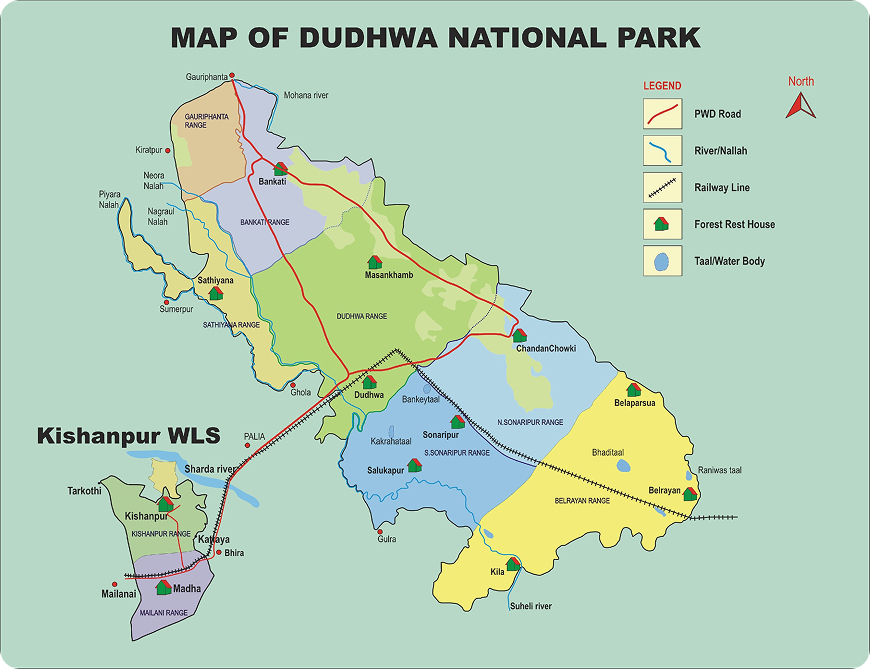 MAP OF DUDHWA NATIONAL PARK
Gauriphanta
Mohana river
LEGEND
North
PWD Road
River/Nallah
Railway Line
Forest Rest House
Taal/Water Body
GAURIPHANTA
RANGE
Kiratpur
Bankati
Neora
Nalah
Piyara
Nalah
Nagraul
Nalah
BANKATI RANGE
Masankhamb
Sathiyana
Sumerpur
SATHIYANA RANGE
DUDHWA RANGE
ChandanChowki
Ghola
Dudhwa
Bankeytaal
Belaparsua
N.SONARIPUR RANGE
Kishanpur WLS
PALIA
Kakrahataal
Sonaripur
S.SONARIPUR RANGE
Bhaditaal
Sharda river
Salukapur
Raniwas taal
Tarkothi
Belrayan
BELRAYAN RANGE
Kishanpur
KISHANPUR RANGE
Katraya
Gulra
Bhira
Kila
Mailanai
Madha
Suheli river
MAILANI RANGE